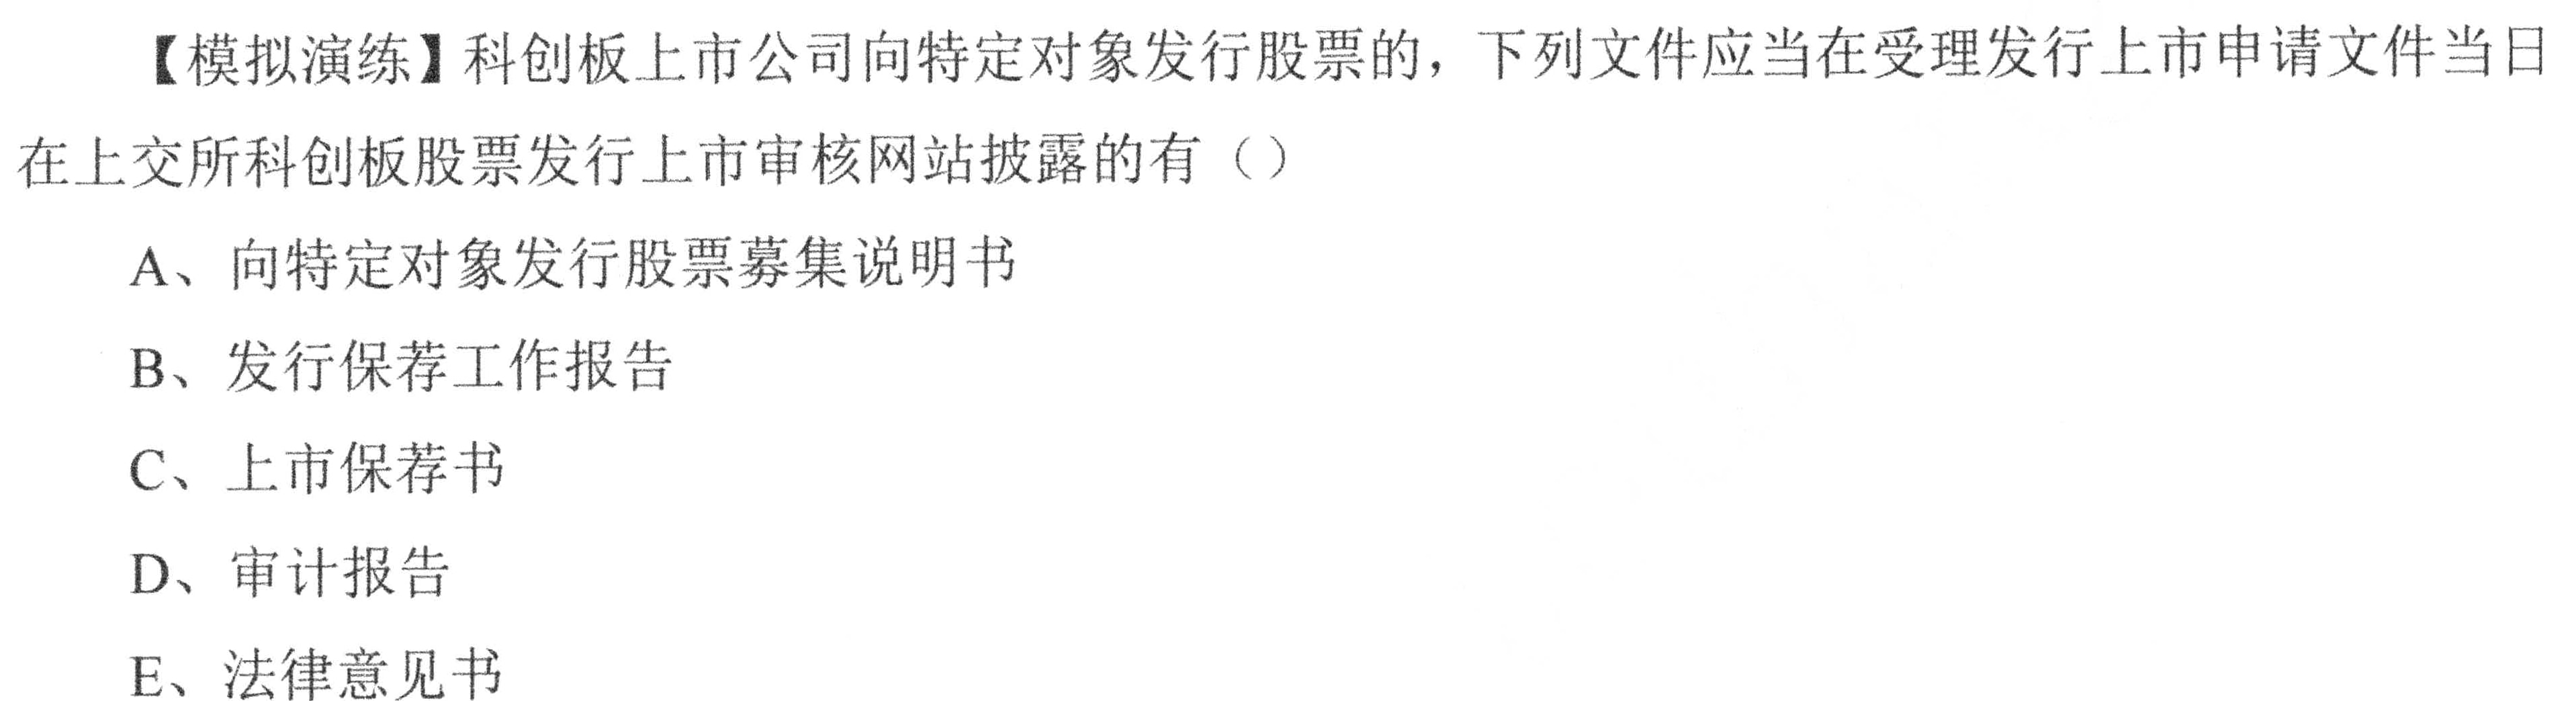 【模拟演练】科创板上市公司向特定对象发行股票的，下列文件应当在受理发行上市申请文件当日
在上交所科创板股票发行上市审核网站披露的有（）
A、向特定对象发行股票募集说明书
B、发行保荐工作报告
C、上市保荐书
D、审计报告
E、法律意见书